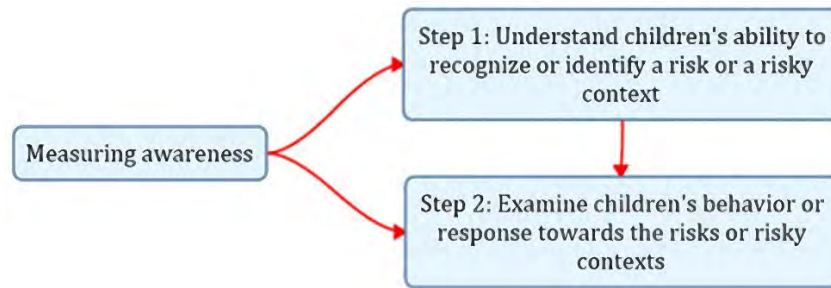 Step 1: Understand children's ability to
recognize or identify a risk or a risky
context
Measuring awareness
Step 2: Examine children's behavior or
response towards the risks or risky
contexts